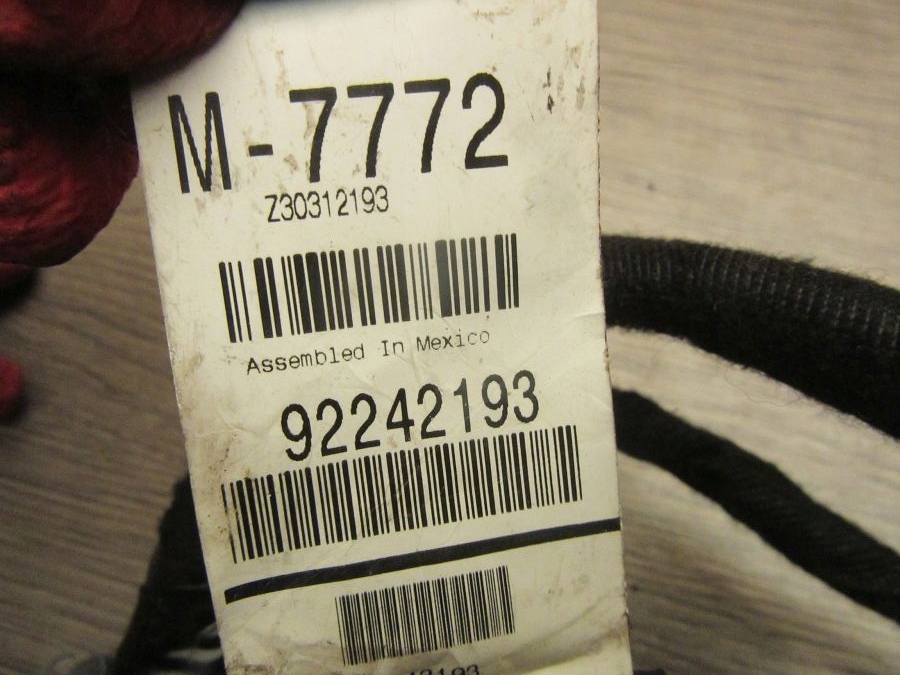 M-7772
Z30312193
Assembled In Mexico
92242193